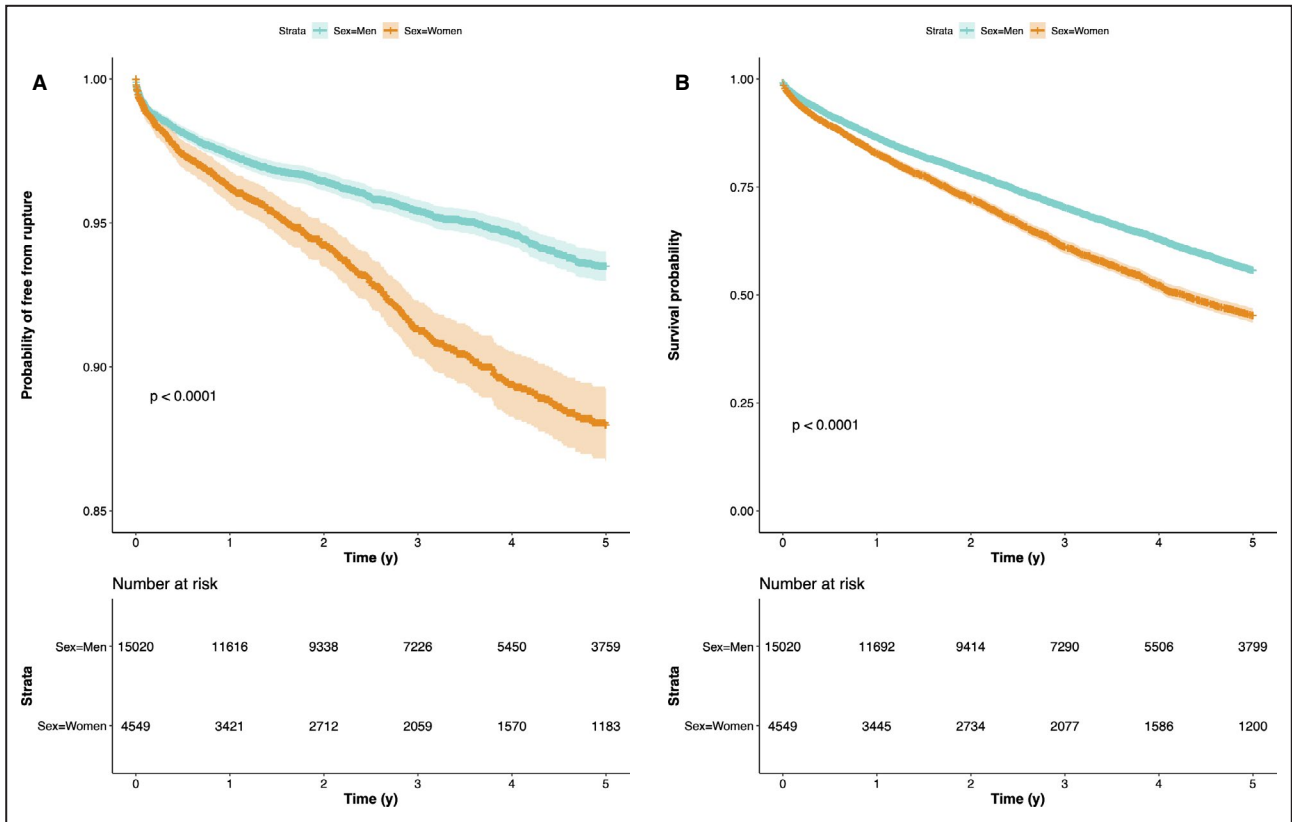 Strata Sex=Men Sex=Women
A
1.00
0.95
0.90
0.85
Probability of free from rupture
p < 0.0001
0 1 2 3 4 5
Time (y)
Number at risk
Strata
Sex=Men 15020 11616 9338 7226 5450 3759
Sex=Women 4549 3421 2712 2059 1570 1183
0 1 2 3 4 5
Time (y)
Strata Sex=Men Sex=Women
B
1.00
0.75
0.50
0.25
0.00
Survival probability
p < 0.0001
0 1 2 3 4 5
Time (y)
Number at risk
Strata
Sex=Men 15020 11692 9414 7290 5506 3799
Sex=Women 4549 3445 2734 2077 1586 1200
0 1 2 3 4 5
Time (y)